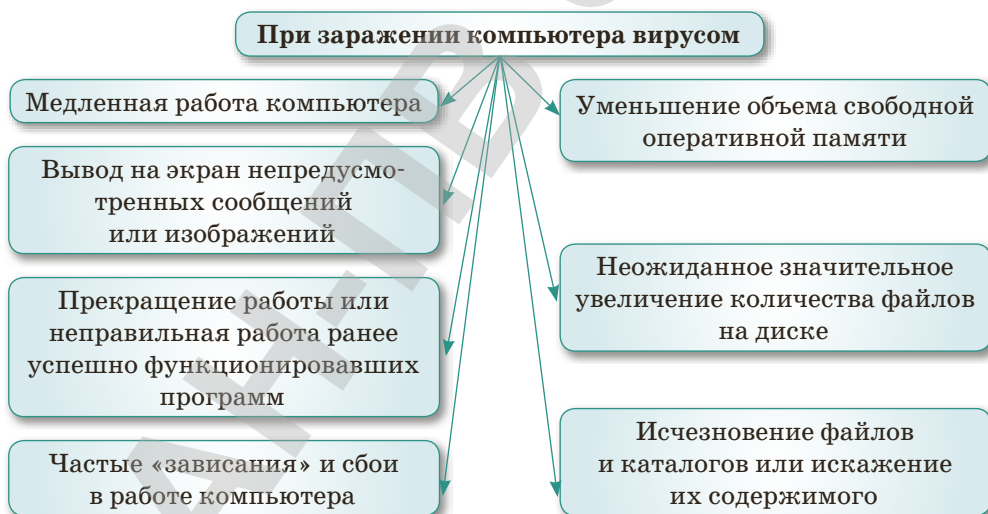 При заражении компьютера вирусом
Медленная работа компьютера
Вывод на экран непредусмо-
тренных сообщений
или изображений
Прекращение работы или
неправильная работа ранее
успешно функционировавших
программ
Частые «зависания» и сбои
в работе компьютера
Уменьшение объема свободной
оперативной памяти
Неожиданное значительное
увеличение количества файлов
на диске
Исчезновение файлов
и каталогов или искажение
их содержимого